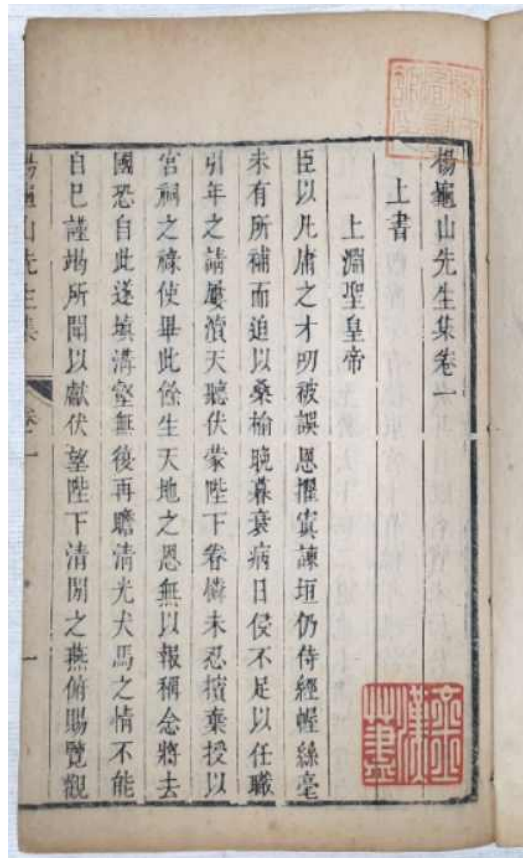 楊龜山先生集卷一
上書
上淵聖皇帝
臣以凡庸之才叨被誤恩擢寘諫垣仍侍經幄絲毫
未有所補而迫以桑榆晚暮衰病日侵不足以任職
引年之請屢瀆天聽伏蒙陛下眷憐未忍擯棄授以
宮祠之祿使畢此餘生天地之恩無以報稱念將去
國恐自此遂填溝壑無復再瞻清光犬馬之情不能
自已謹竭所聞以獻伏望陛下清閒之燕俯賜覽觀
楊龜山先生集
卷一
一